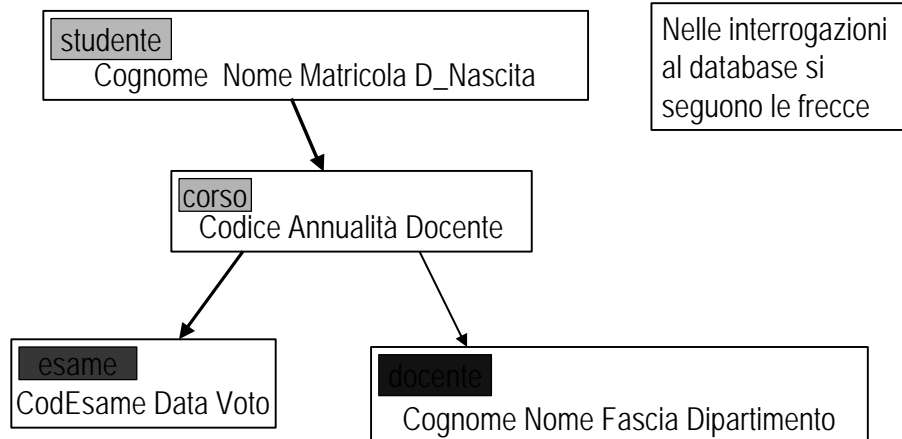 studente
Cognome Nome Matricola D_Nascita
Nelle interrogazioni
al database si
seguono le frecce
corso
Codice Annualità Docente
esame
CodEsame Data Voto
docente
Cognome Nome Fascia Dipartimento